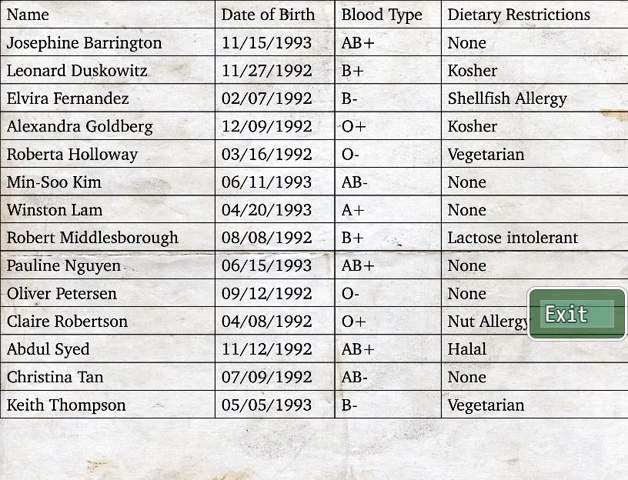 Name Date of Birth Blood Type Dietary Restrictions
Josephine Barrington 11/15/1993 AB+ None
Leonard Duskowitz 11/27/1992 B+ Kosher
Elvira Fernandez 02/07/1992 B- Shellfish Allergy
Alexandra Goldberg 12/09/1992 O+ Kosher
Roberta Holloway 03/16/1992 O- Vegetarian
Min-Soo Kim 06/11/1993 AB- None
Winston Lam 04/20/1993 A+ None
Robert Middlesborough 08/08/1992 B+ Lactose intolerant
Pauline Nguyen 06/15/1993 AB+ None
Oliver Petersen 09/12/1992 O- None
Claire Robertson 04/08/1992 O+ Nut Allergy
Exit
Abdul Syed 11/12/1992 AB+ Halal
Christina Tan 07/09/1992 AB- None
Keith Thompson 05/05/1993 B- Vegetarian